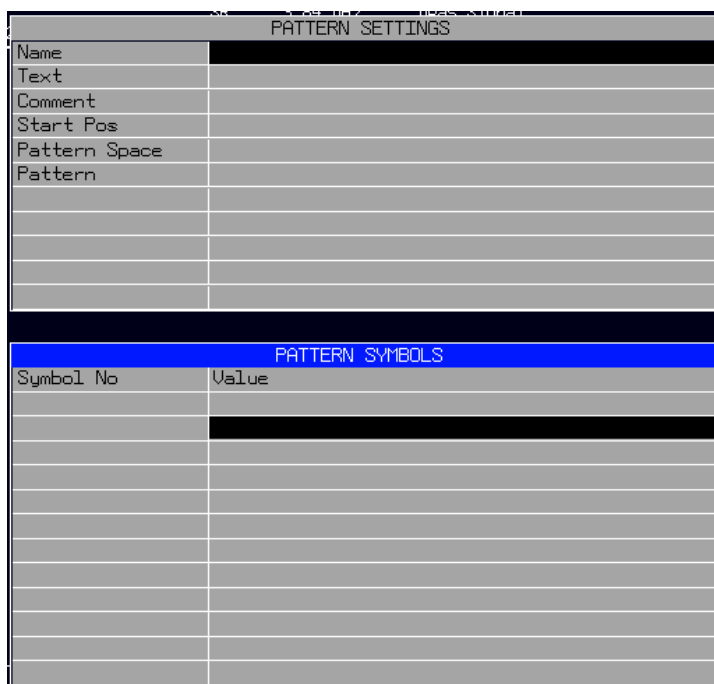 PATTERN SETTINGS
Name
Text
Comment
Start Pos
Pattern Space
Pattern
PATTERN SYMBOLS
Symbol No Value